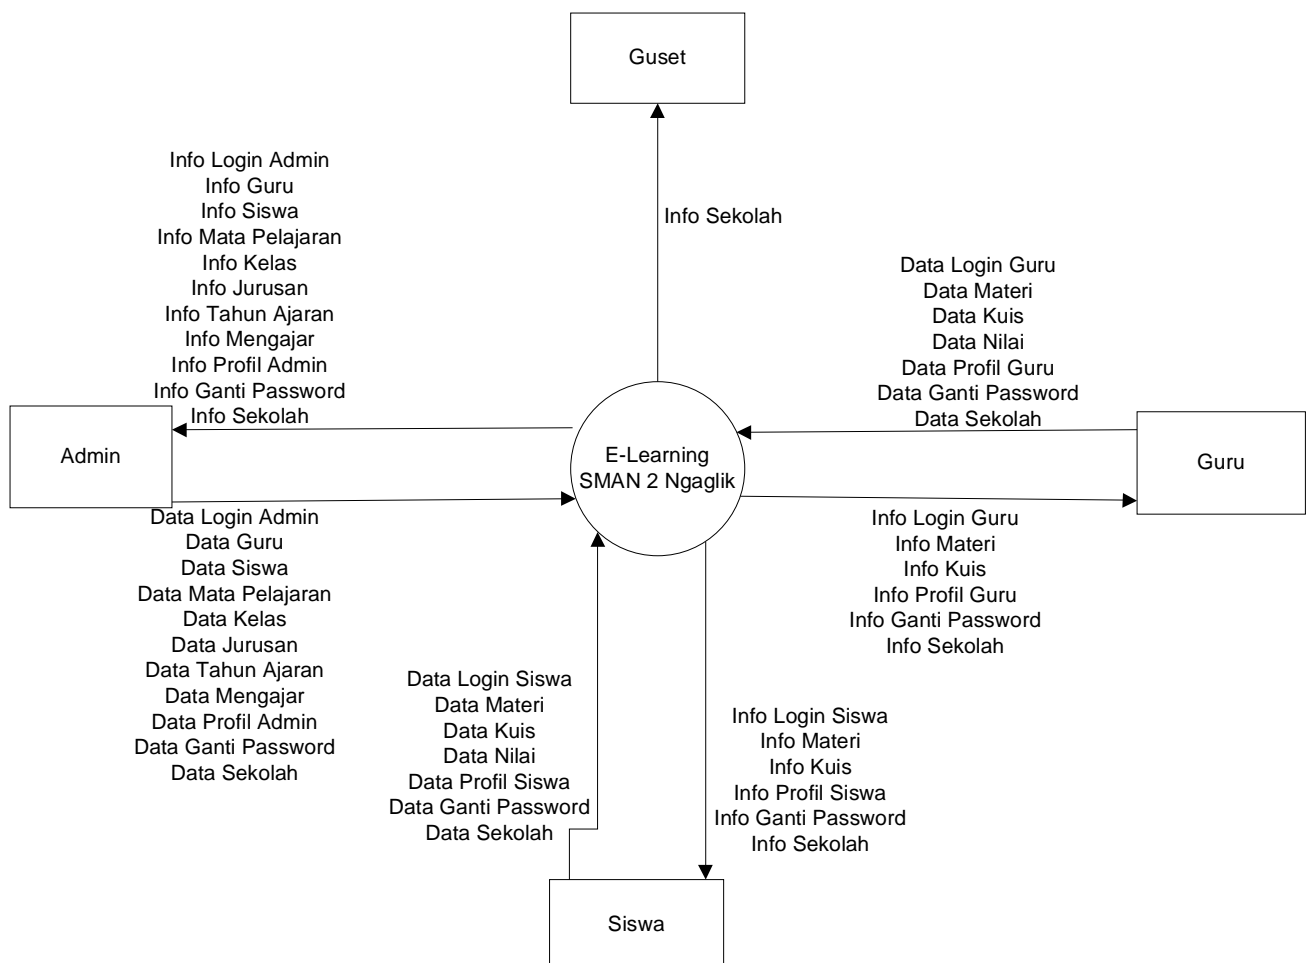 Guset
Info Login Admin
Info Guru
Info Siswa
Info Mata Pelajaran
Info Kelas
Info Jurusan
Info Tahun Ajaran
Info Mengajar
Info Profil Admin
Info Ganti Password
Info Sekolah
Info Sekolah
Data Login Guru
Data Materi
Data Kuis
Data Nilai
Data Profil Guru
Data Ganti Password
Data Sekolah
Admin
E-Learning
SMAN 2 Ngaglik
Guru
Data Login Admin
Data Guru
Data Siswa
Data Mata Pelajaran
Data Kelas
Data Jurusan
Data Tahun Ajaran
Data Mengajar
Data Profil Admin
Data Ganti Password
Data Sekolah
Info Login Guru
Info Materi
Info Kuis
Info Profil Guru
Info Ganti Password
Info Sekolah
Data Login Siswa
Data Materi
Data Kuis
Data Nilai
Data Profil Siswa
Data Ganti Password
Data Sekolah
Info Login Siswa
Info Materi
Info Kuis
Info Profil Siswa
Info Ganti Password
Info Sekolah
Siswa